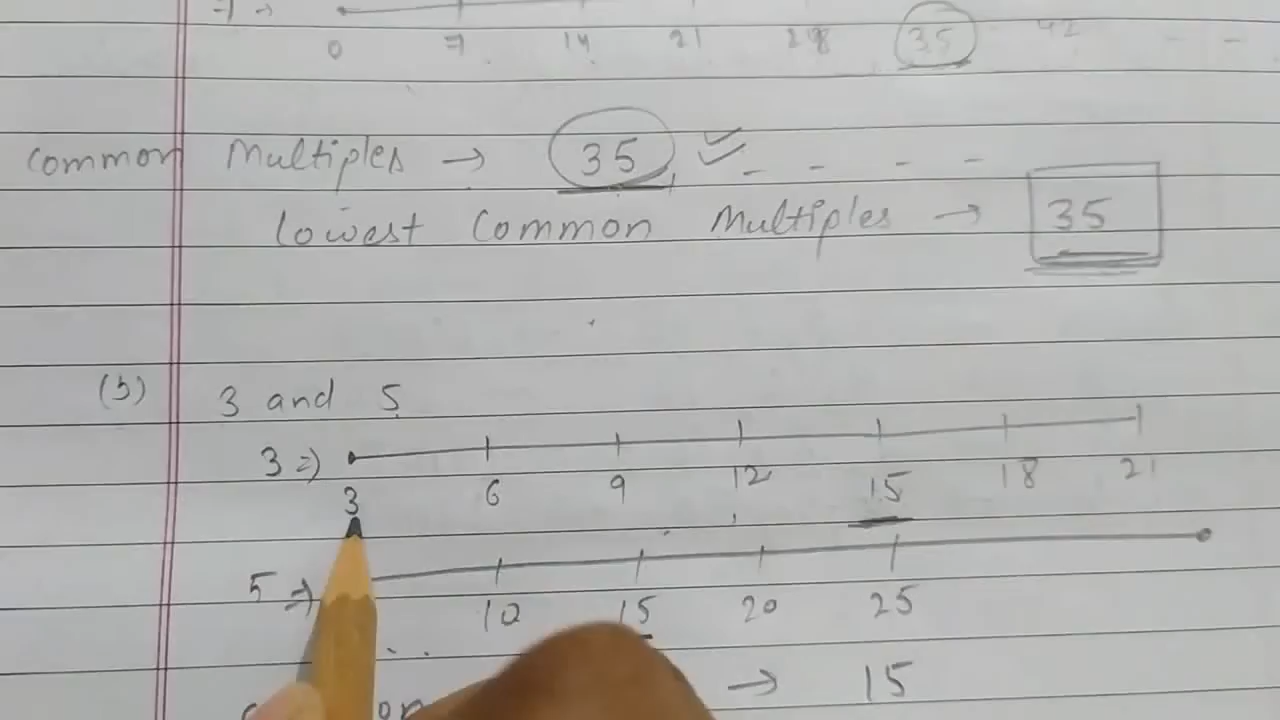 0 7 14 21 28 35 42 - -
Common Multiples → 35 - - - -
Lowest Common Multiples → 35
(b) 3 and 5
3 ⇒
3 6 9 12 15 18 21
5 ⇒
10 15 20 25
→ 15